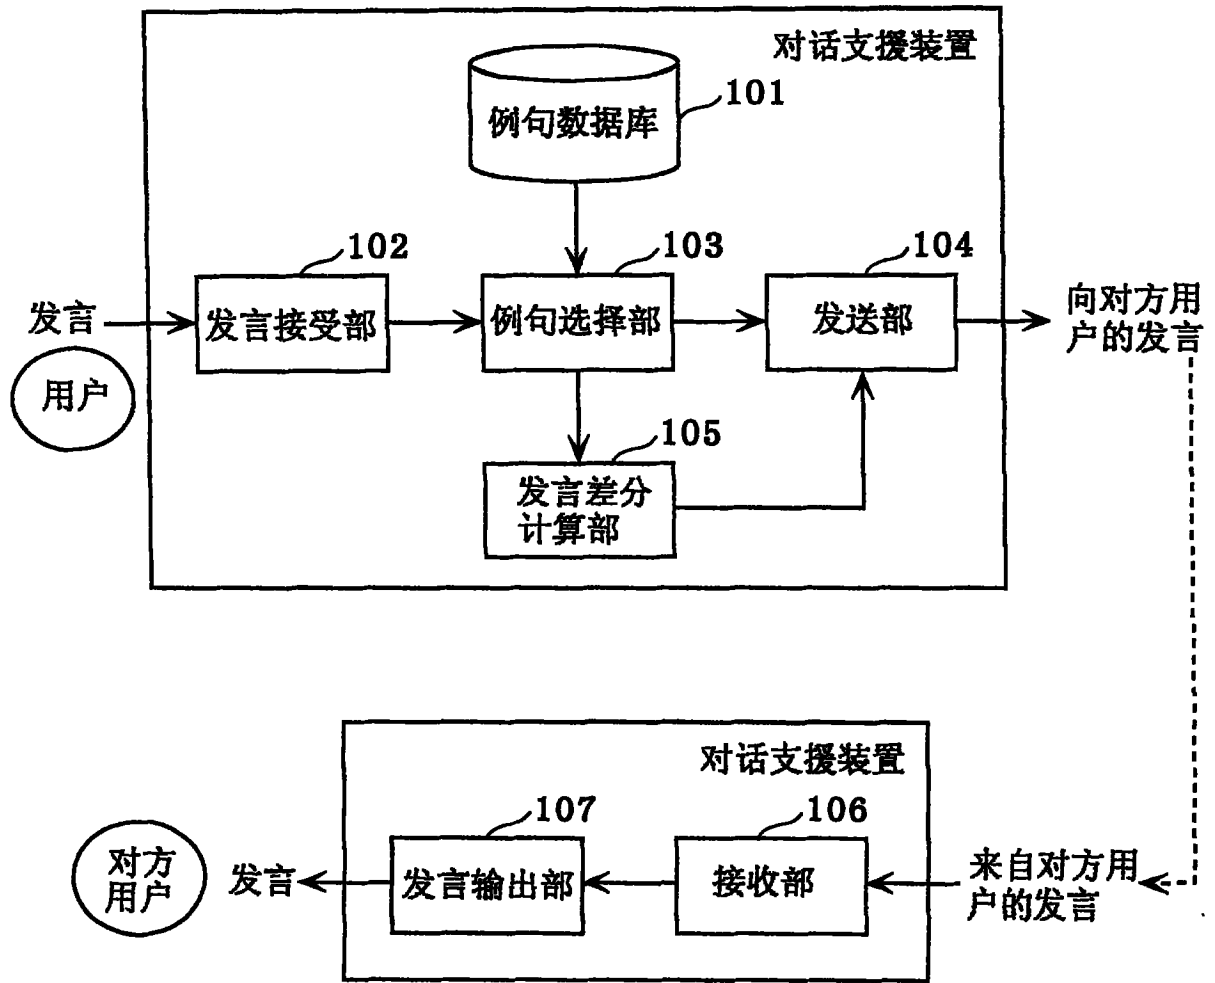 对话支援装置
101
例句数据库
102
103
104
发言
发言接受部
例句选择部
发送部
向对方用
户的发言
用户
105
发言差分
计算部
对话支援装置
107
106
对方
用户
发言
发言输出部
接收部
来自对方用
户的发言